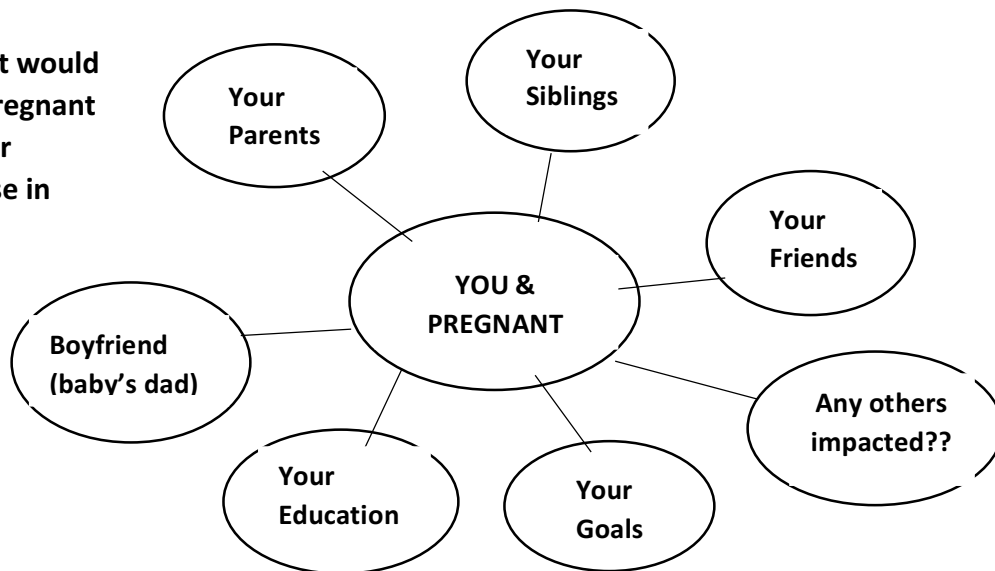 t would
regnant
r
se in
Your
Parents
Your
Siblings
Your
Friends
YOU &
PREGNANT
Boyfriend
(baby's dad)
Any others
impacted??
Your
Education
Your
Goals